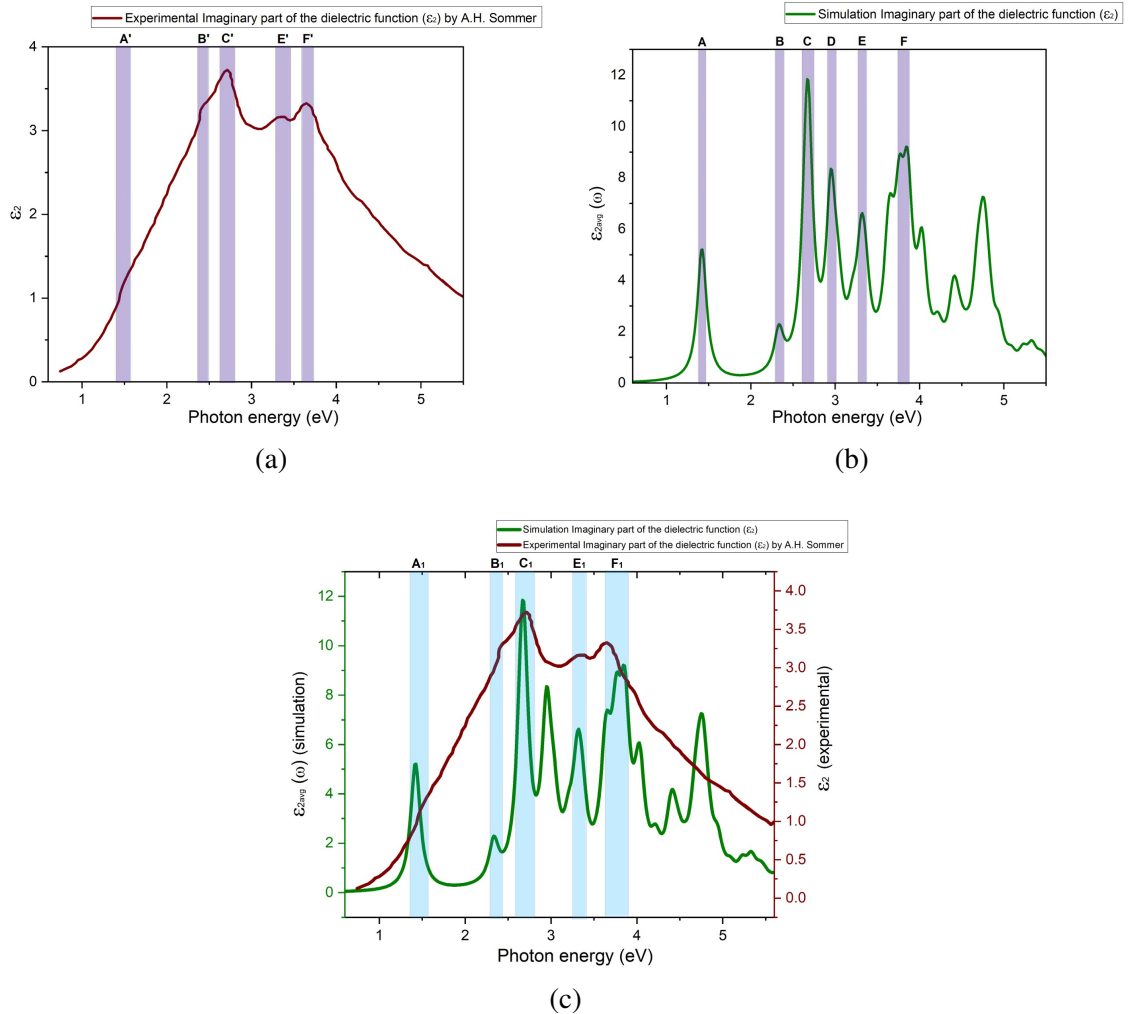 Experimental Imaginary part of the dielectric function (ε₂) by A.H. Sommer
A' B' C' E' F'
4
3
2
1
0
ε₂
1 2 3 4 5
Photon energy (eV)
(a)
Simulation Imaginary part of the dielectric function (ε₂)
A B C D E F
12
10
8
6
4
2
0
ε₂avg (ω)
1 2 3 4 5
Photon energy (eV)
(b)
Simulation Imaginary part of the dielectric function (ε₂)
Experimental Imaginary part of the dielectric function (ε₂) by A.H. Sommer
A₁ B₁ C₁ E₁ F₁
12
10
8
6
4
2
0
ε₂avg (ω) (simulation)
4.0
3.5
3.0
2.5
2.0
1.5
1.0
0.5
0.0
ε₂ (experimental)
1 2 3 4 5
Photon energy (eV)
(c)